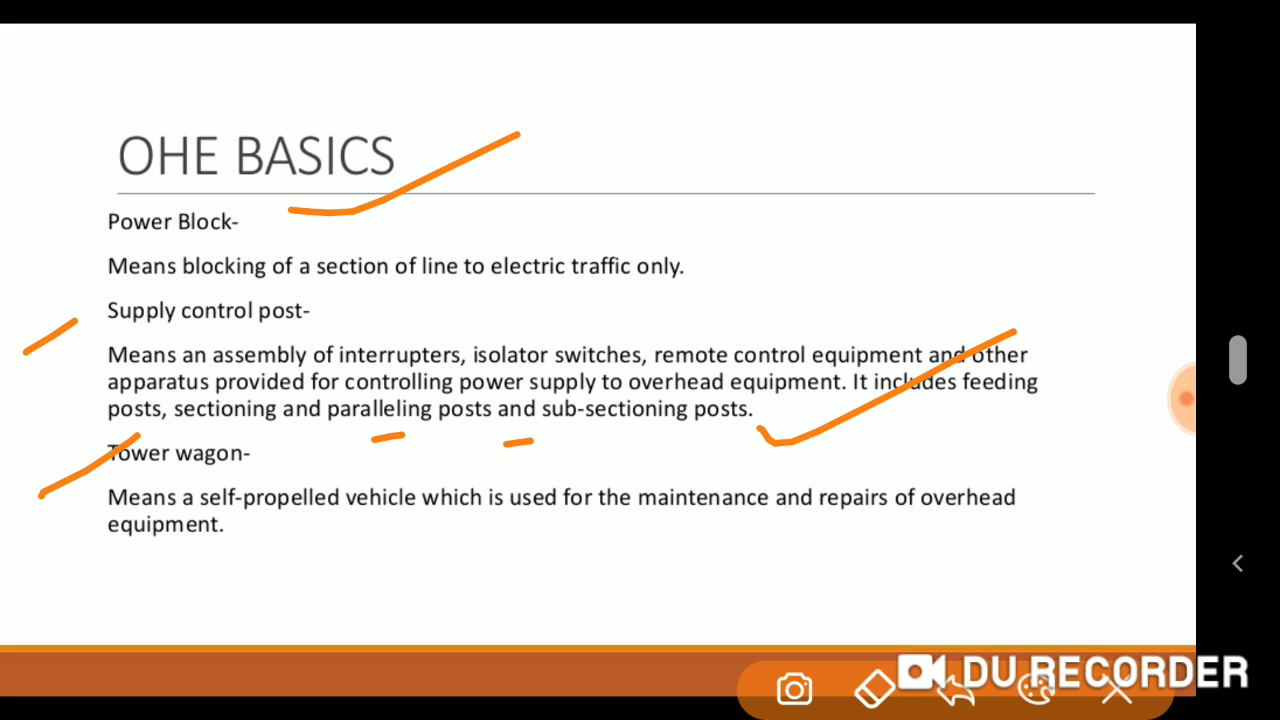 OHE BASICS
Power Block-
Means blocking of a section of line to electric traffic only.
Supply control post-
Means an assembly of interrupters, isolator switches, remote control equipment and other
apparatus provided for controlling power supply to overhead equipment. It includes feeding
posts, sectioning and paralleling posts and sub-sectioning posts.
Tower wagon-
Means a self-propelled vehicle which is used for the maintenance and repairs of overhead
equipment.
DU RECORDER